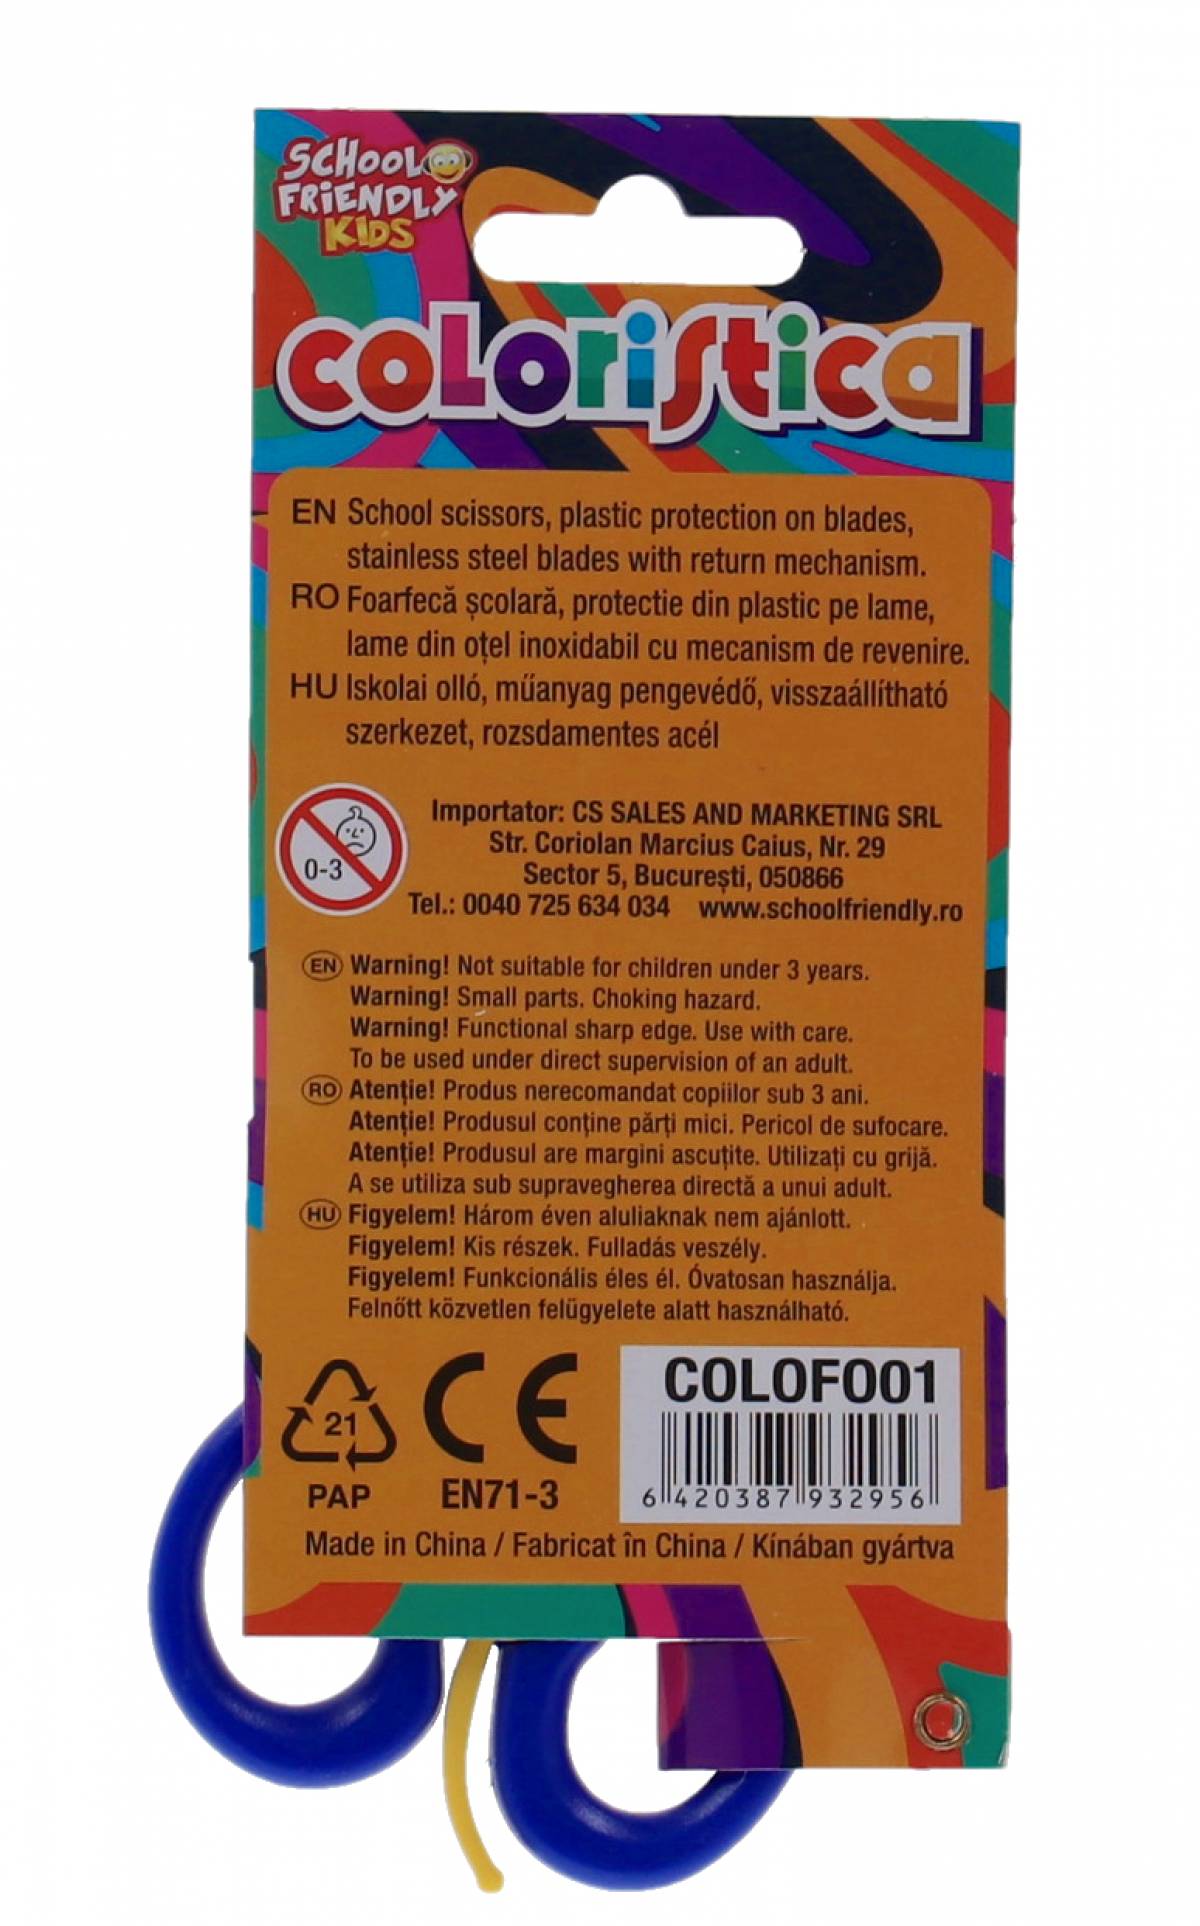 SCHOOL
FRIENDLY
KIDS
coLoristica
EN School scissors, plastic protection on blades,
stainless steel blades with return mechanism.
RO Foarfecă școlară, protectie din plastic pe lame,
lame din oțel inoxidabil cu mecanism de revenire.
HU Iskolai olló, műanyag pengevédő, visszaállítható
szerkezet, rozsdamentes acél
0-3
Importator: CS SALES AND MARKETING SRL
Str. Coriolan Marcius Caius, Nr. 29
Sector 5, București, 050866
Tel.: 0040 725 634 034 www.schoolfriendly.ro
EN Warning! Not suitable for children under 3 years.
Warning! Small parts. Choking hazard.
Warning! Functional sharp edge. Use with care.
To be used under direct supervision of an adult.
RO Atenție! Produs nerecomandat copiilor sub 3 ani.
Atenție! Produsul conține părți mici. Pericol de sufocare.
Atenție! Produsul are margini ascuțite. Utilizați cu grijă.
A se utiliza sub supravegherea directă a unui adult.
HU Figyelem! Három éven aluliaknak nem ajánlott.
Figyelem! Kis részek. Fulladás veszély.
Figyelem! Funkcionális éles él. Óvatosan használja.
Felnőtt közvetlen felügyelete alatt használható.
21
PAP
CE
EN71-3
COLOFO01
6 420387 932956
Made in China / Fabricat în China / Kínában gyártva